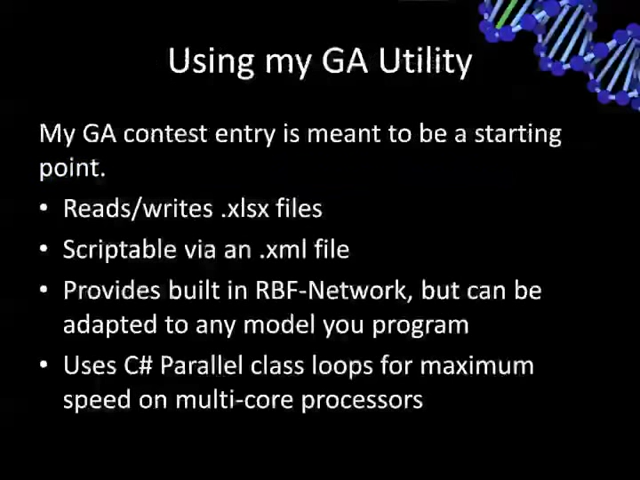 Using my GA Utility
My GA contest entry is meant to be a starting
point.
• Reads/writes .xlsx files
• Scriptable via an .xml file
• Provides built in RBF-Network, but can be
adapted to any model you program
• Uses C# Parallel class loops for maximum
speed on multi-core processors